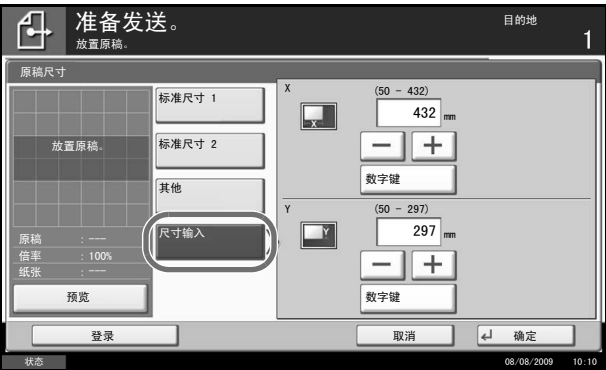 准备发送。
放置原稿。
目的地
1
原稿尺寸
放置原稿。
原稿 : ---
倍率 : 100%
纸张 : ---
预览
标准尺寸 1
标准尺寸 2
其他
尺寸输入
X
(50 - 432)
432 mm
X
数字键
Y
(50 - 297)
297 mm
Y
数字键
登录
取消
确定
状态
08/08/2009 10:10